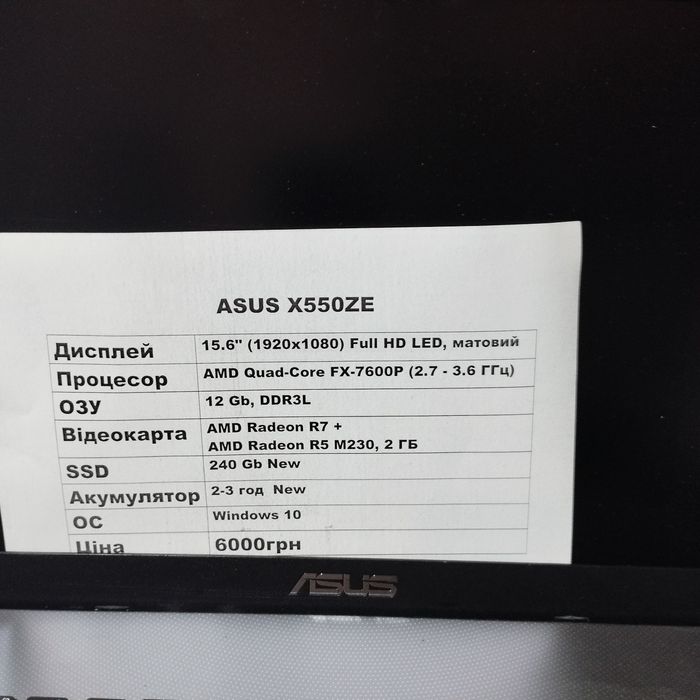 ASUS X550ZE
Дисплей 15.6" (1920x1080) Full HD LED, матовий
Процесор AMD Quad-Core FX-7600P (2.7 - 3.6 ГГц)
ОЗУ 12 Gb, DDR3L
Відеокарта AMD Radeon R7 +
AMD Radeon R5 M230, 2 ГБ
SSD 240 Gb New
Акумулятор 2-3 год New
ОС Windows 10
Ціна 6000грн
ASUS